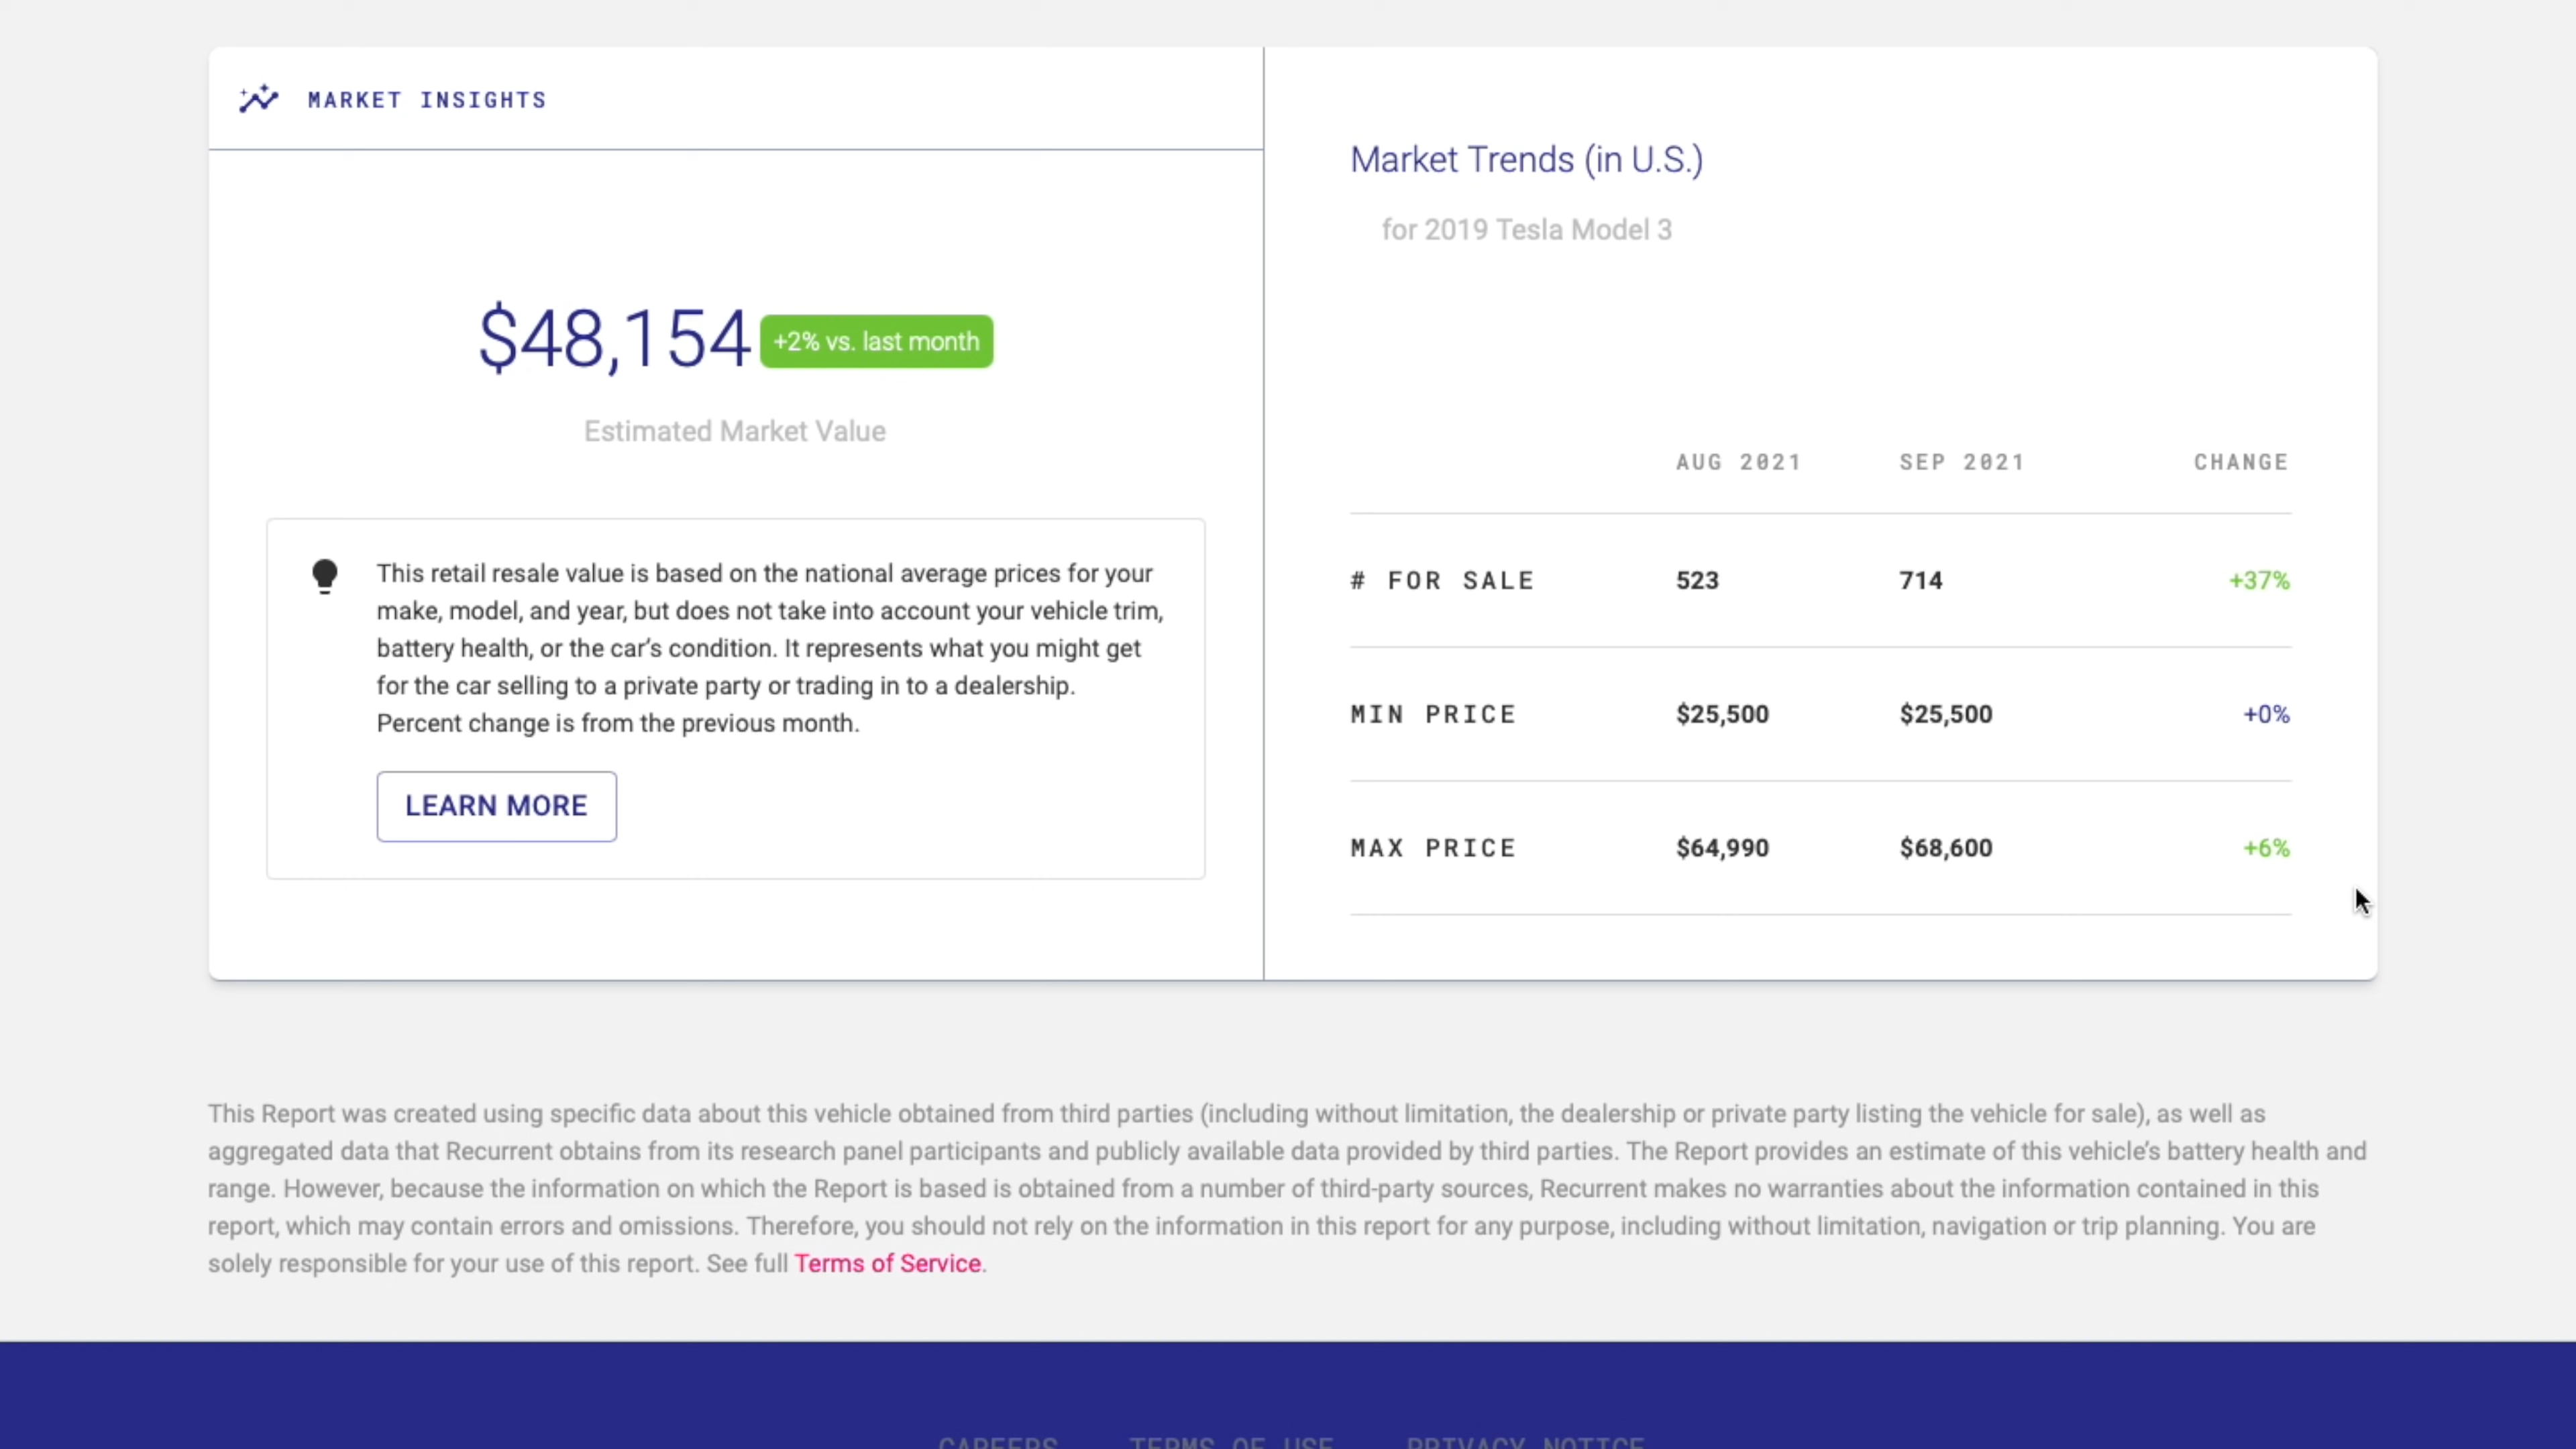 MARKET INSIGHTS
$48,154 +2% vs. last month
Estimated Market Value
This retail resale value is based on the national average prices for your
make, model, and year, but does not take into account your vehicle trim,
battery health, or the car’s condition. It represents what you might get
for the car selling to a private party or trading in to a dealership.
Percent change is from the previous month.
LEARN MORE
Market Trends (in U.S.)
for 2019 Tesla Model 3
AUG 2021 SEP 2021 CHANGE
# FOR SALE 523 714 +37%
MIN PRICE $25,500 $25,500 +0%
MAX PRICE $64,990 $68,600 +6%
This Report was created using specific data about this vehicle obtained from third parties (including without limitation, the dealership or private party listing the vehicle for sale), as well as
aggregated data that Recurrent obtains from its research panel participants and publicly available data provided by third parties. The Report provides an estimate of this vehicle’s battery health and
range. However, because the information on which the Report is based is obtained from a number of third-party sources, Recurrent makes no warranties about the information contained in this
report, which may contain errors and omissions. Therefore, you should not rely on the information in this report for any purpose, including without limitation, navigation or trip planning. You are
solely responsible for your use of this report. See full Terms of Service.
CAREERS TERMS OF USE PRIVACY NOTICE